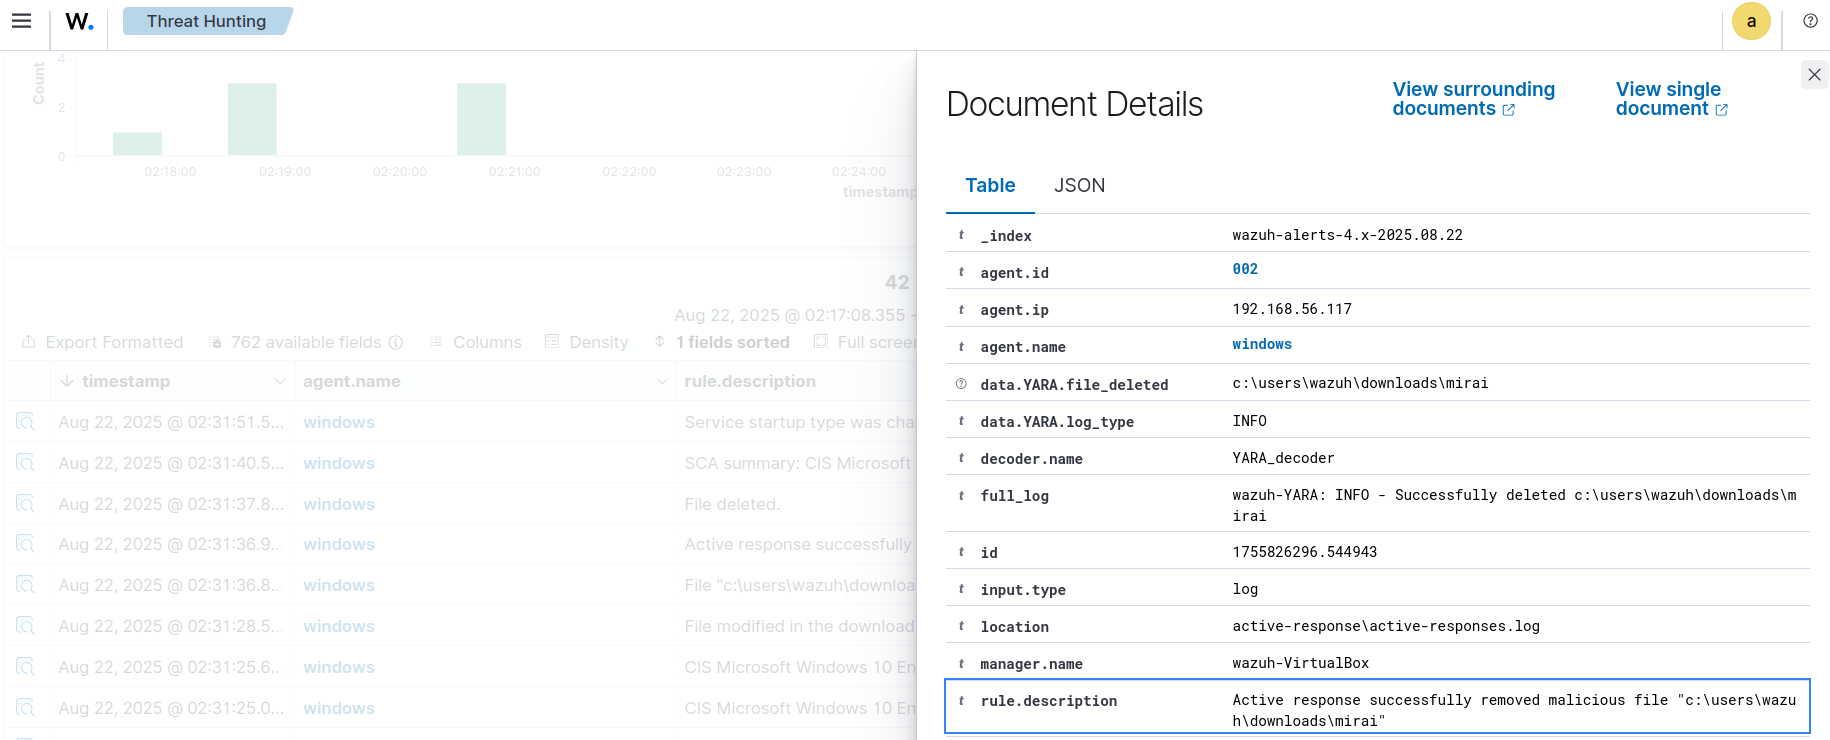 W. Threat Hunting a
Count
4
2
0
02:18:00 02:19:00 02:20:00 02:21:00 02:22:00 02:23:00 02:24:00
timestamp
42
Aug 22, 2025 @ 02:17:08.355 -
Export Formatted 762 available fields Columns Density 1 fields sorted Full screen
timestamp agent.name rule.description
Aug 22, 2025 @ 02:31:51.5... windows Service startup type was cha
Aug 22, 2025 @ 02:31:40.5... windows SCA summary: CIS Microsoft
Aug 22, 2025 @ 02:31:37.8... windows File deleted.
Aug 22, 2025 @ 02:31:36.9... windows Active response successfully
Aug 22, 2025 @ 02:31:36.8... windows File "c:\users\wazuh\downloa
Aug 22, 2025 @ 02:31:28.5... windows File modified in the download
Aug 22, 2025 @ 02:31:25.6... windows CIS Microsoft Windows 10 En
Aug 22, 2025 @ 02:31:25.0... windows CIS Microsoft Windows 10 En
Document Details
View surrounding
documents
View single
document
Table JSON
t _index wazuh-alerts-4.x-2025.08.22
t agent.id 002
t agent.ip 192.168.56.117
t agent.name windows
data.YARA.file_deleted c:\users\wazuh\downloads\mirai
t data.YARA.log_type INFO
t decoder.name YARA_decoder
t full_log wazuh-YARA: INFO - Successfully deleted c:\users\wazuh\downloads\m
irai
t id 1755826296.544943
t input.type log
t location active-response\active-responses.log
t manager.name wazuh-VirtualBox
t rule.description Active response successfully removed malicious file "c:\users\wazu
h\downloads\mirai"